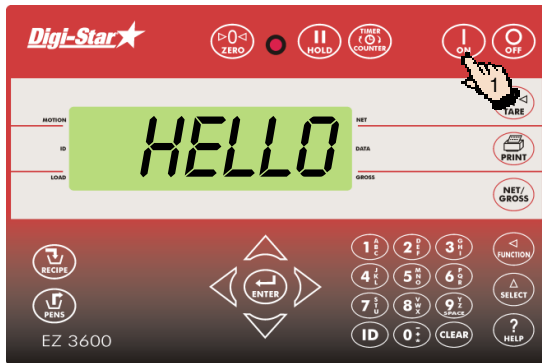 Digi-Star
ZERO
HOLD
TIMER
COUNTER
ON
OFF
1
TARE
MOTION
NET
HELLO
ID
DATA
PRINT
LOAD
GROSS
NET/
GROSS
RECIPE
PENS
ENTER
1 A B C
2 D E F
3 G H I
FUNCTION
4 J K L
5 M N O
6 P Q R
SELECT
7 S T U
8 V W X
9 Y Z SPACE
ID
0
CLEAR
? HELP
EZ 3600